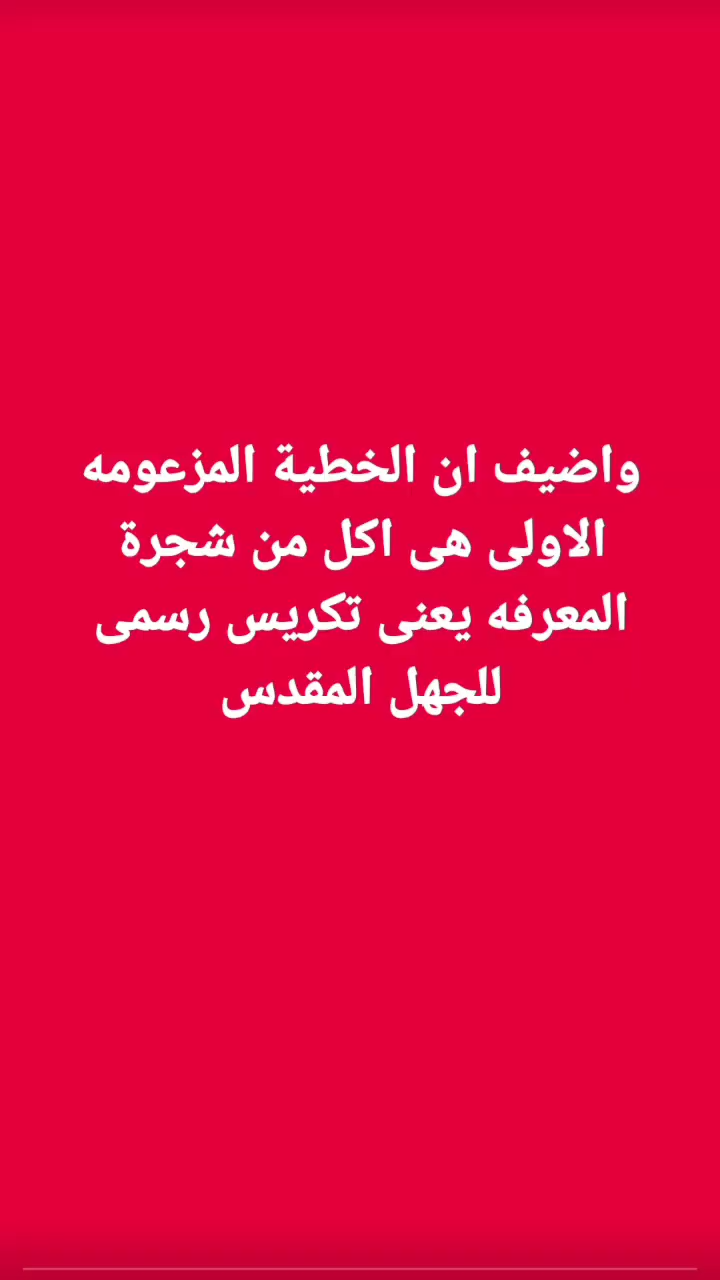 واضيف ان الخطية المزعومه
الاولى هى اكل من شجرة
المعرفه يعنى تكريس رسمى
للجهل المقدس